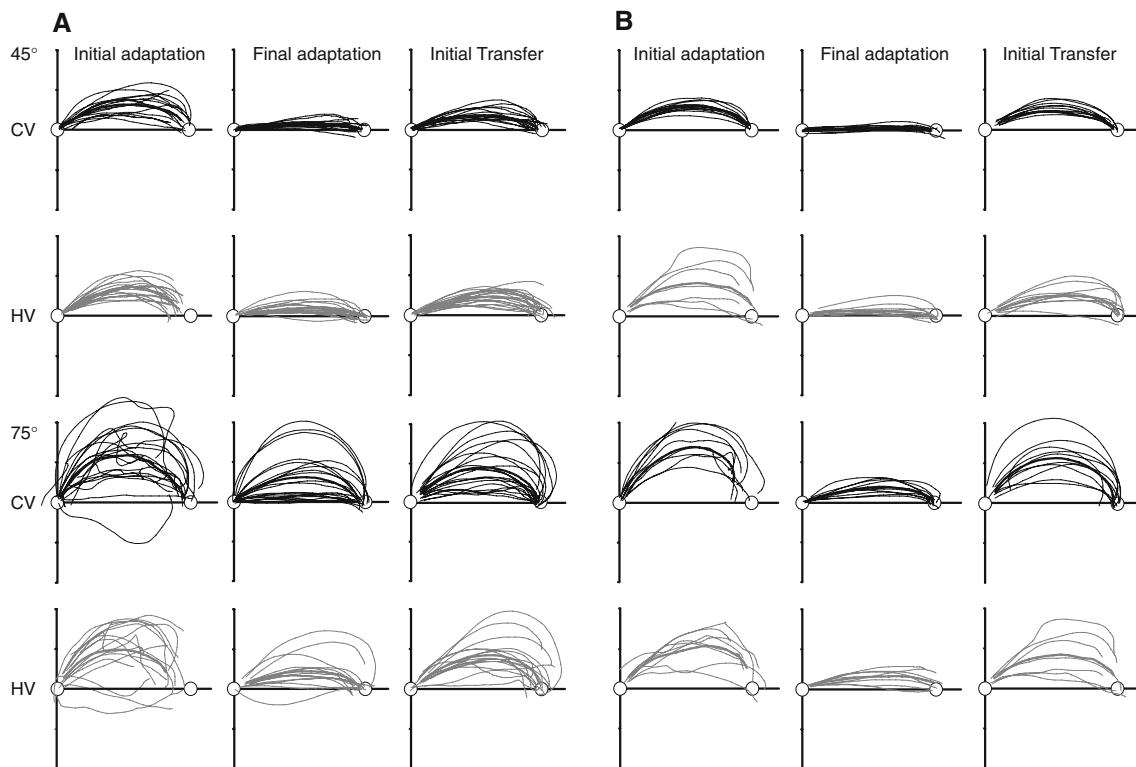 A B
45° Initial adaptation Final adaptation Initial Transfer Initial adaptation Final adaptation Initial Transfer
CV
HV
75°
CV
HV